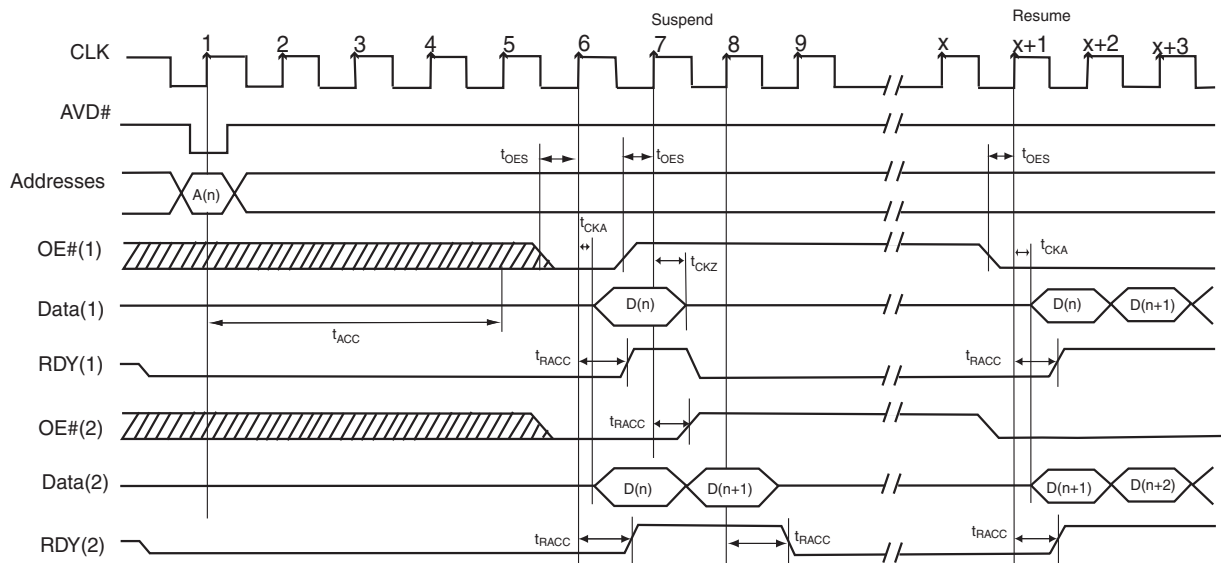 Suspend Resume
CLK 1 2 3 4 5 6 7 8 9 x x+1 x+2 x+3
AVD#
tOES tOES tOES
Addresses A(n)
tCKA
OE#(1) tCKZ tCKA
Data(1) D(n) D(n) D(n+1)
tACC
RDY(1) tRACC tRACC
OE#(2) tRACC
Data(2) D(n) D(n+1) D(n+1) D(n+2)
RDY(2) tRACC tRACC tRACC